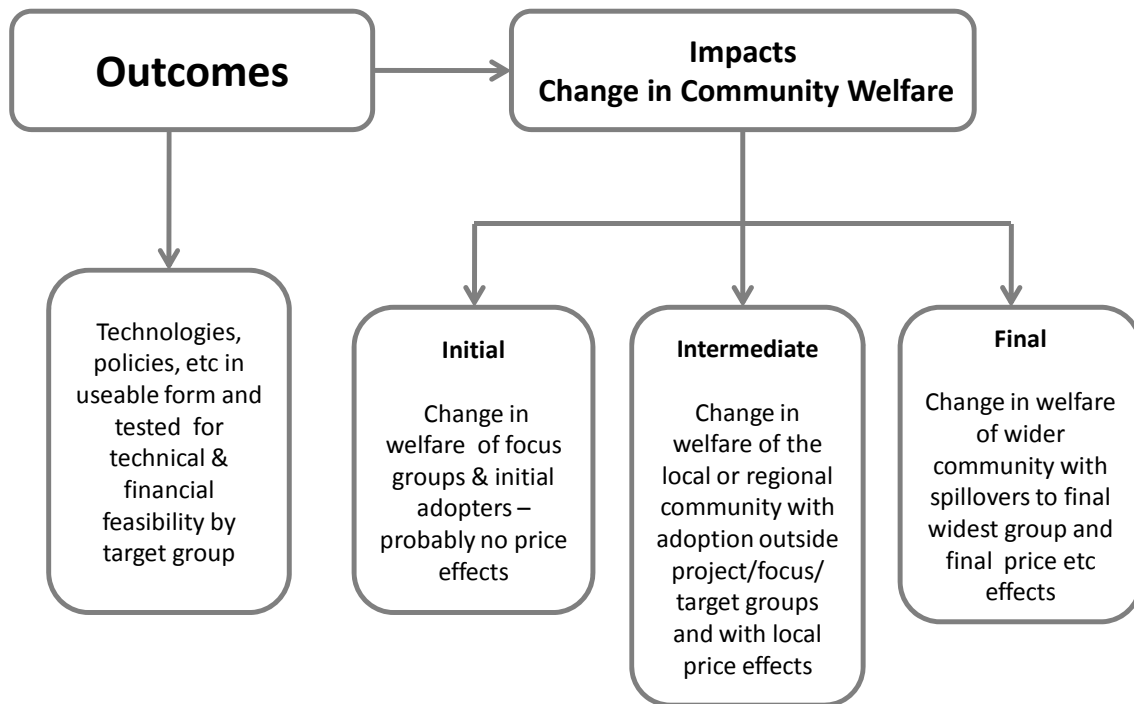 Outcomes
Impacts
Change in Community Welfare
Technologies,
policies, etc in
useable form and
tested for
technical &
financial
feasibility by
target group
Initial
Change in
welfare of focus
groups & initial
adopters –
probably no price
effects
Intermediate
Change in
welfare of the
local or regional
community with
adoption outside
project/focus/
target groups
and with local
price effects
Final
Change in welfare
of wider
community with
spillovers to final
widest group and
final price etc
effects